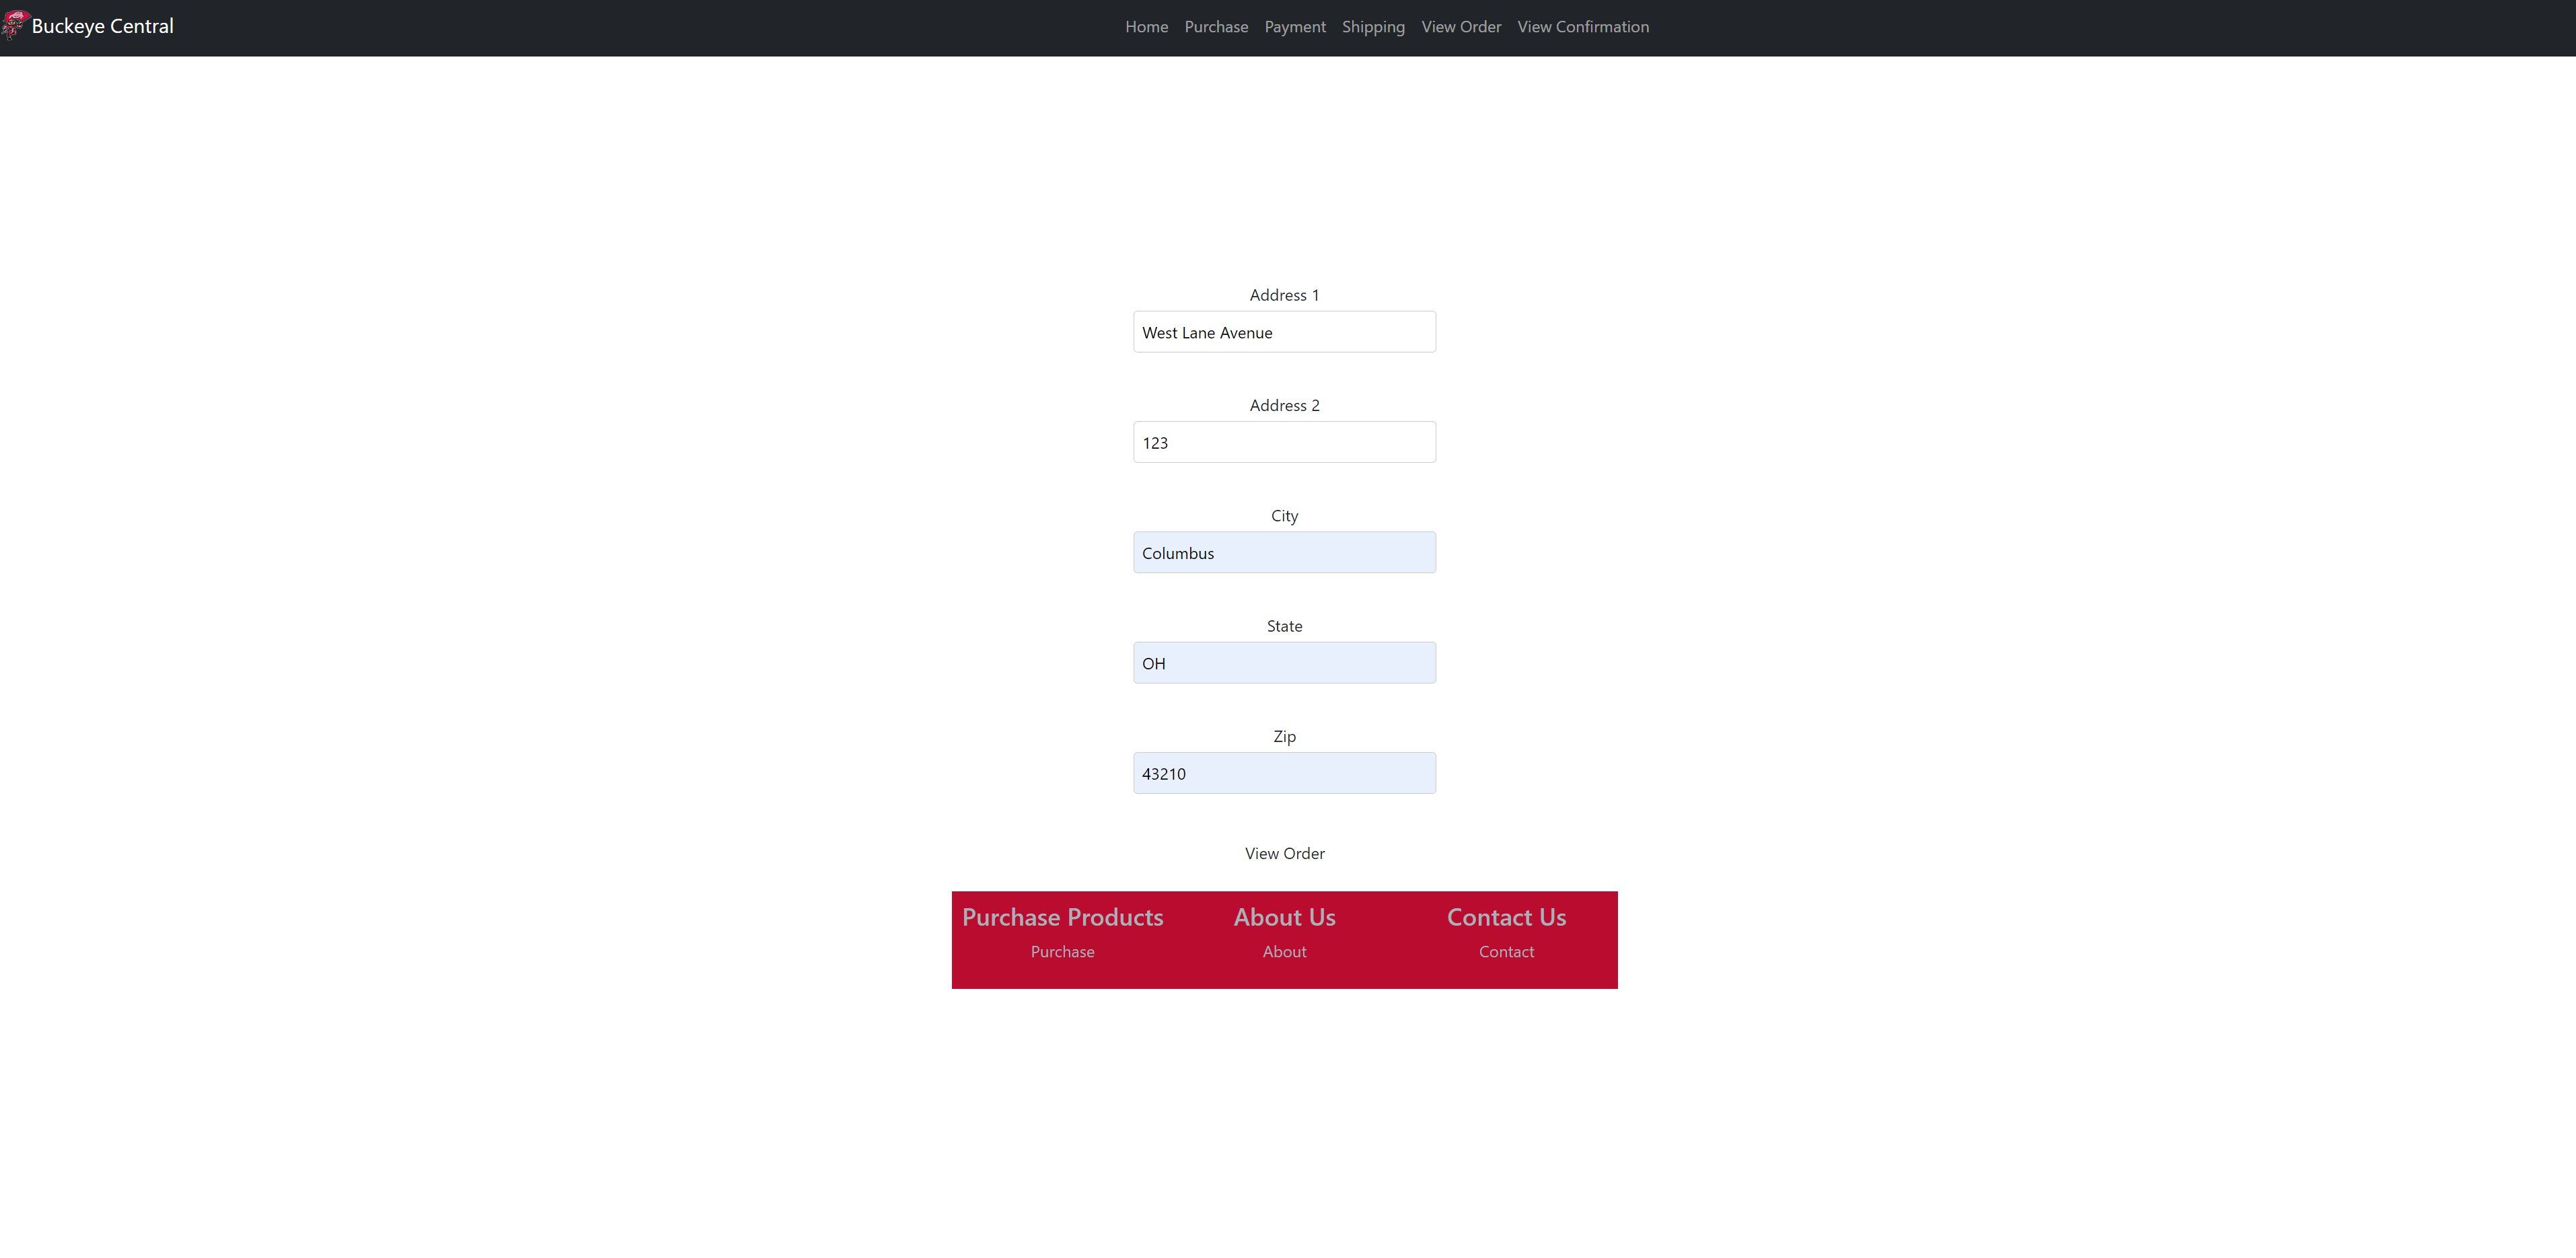 Buckeye Central Home Purchase Payment Shipping View Order View Confirmation
Address 1
West Lane Avenue
Address 2
123
City
Columbus
State
OH
Zip
43210
View Order
Purchase Products About Us Contact Us
Purchase About Contact